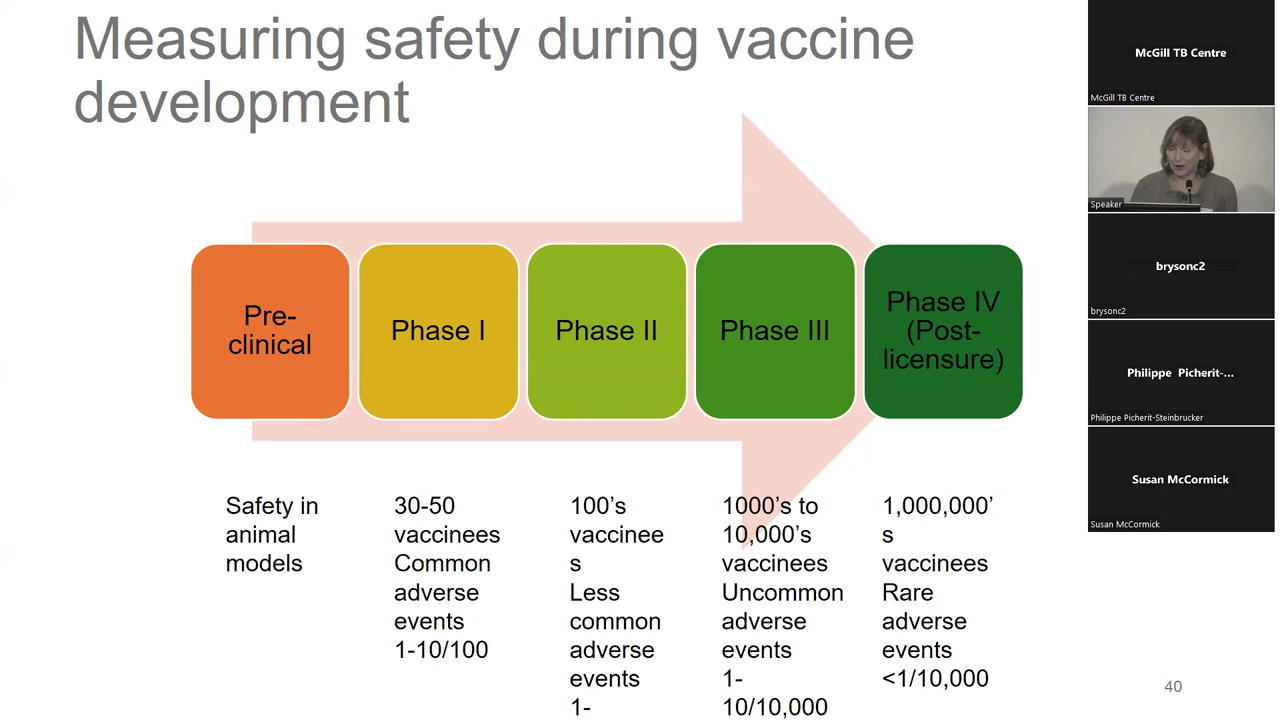 Measuring safety during vaccine
development
Pre-
clinical
Phase I
Phase II
Phase III
Phase IV
(Post-
licensure)
Safety in
animal
models
30-50
vaccinees
Common
adverse
events
1-10/100
100’s
vaccinee
s
Less
common
adverse
events
1-
1000’s to
10,000’s
vaccinees
Uncommon
adverse
events
1-
10/10,000
1,000,000’
s
vaccinees
Rare
adverse
events
<1/10,000
40
McGill TB Centre
McGill TB Centre
Speaker
brysonc2
brysonc2
Philippe Picherit-...
Philippe Picherit-Steinbrucker
Susan McCormick
Susan McCormick